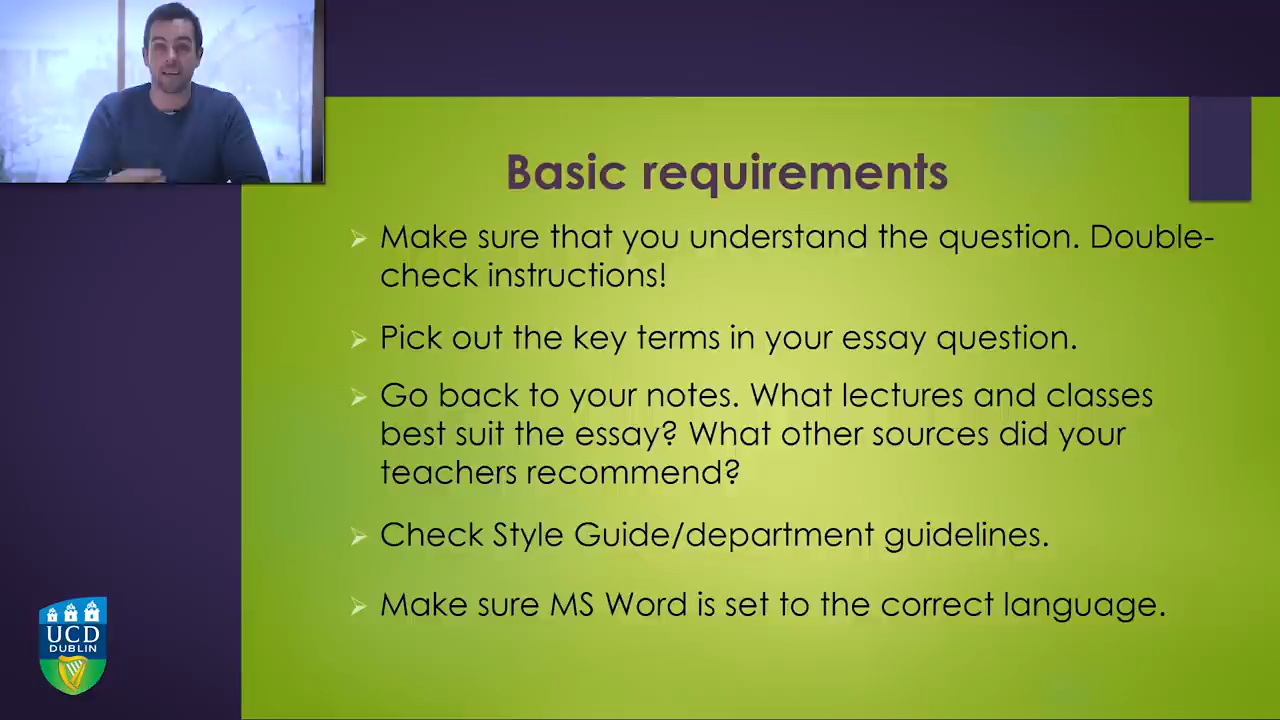 Basic requirements
Make sure that you understand the question. Double-
check instructions!
Pick out the key terms in your essay question.
Go back to your notes. What lectures and classes
best suit the essay? What other sources did your
teachers recommend?
Check Style Guide/department guidelines.
Make sure MS Word is set to the correct language.
UCD
DUBLIN